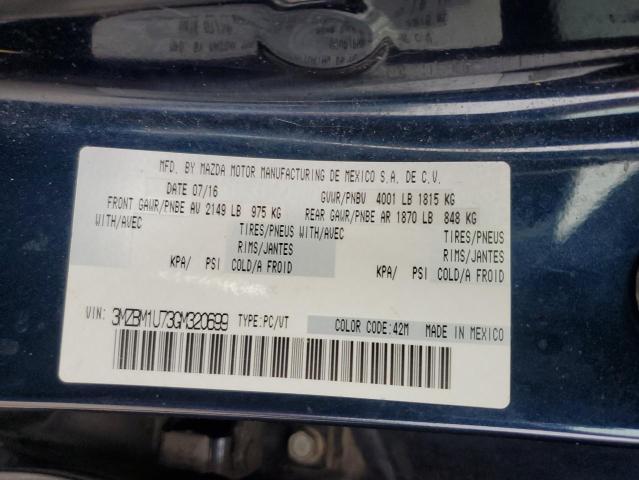 MFD. BY MAZDA MOTOR MANUFACTURING DE MEXICO S.A. DE C.V.
DATE 07/16 GVWR/PNBV 4001 LB 1815 KG
FRONT GAWR/PNBE AV 2149 LB 975 KG REAR GAWR/PNBE AR 1870 LB 848 KG
WITH/AVEC TIRES/PNEUS WITH/AVEC TIRES/PNEUS
RIMS/JANTES RIMS/JANTES
KPA/ PSI COLD/A FROID KPA/ PSI COLD/A FROID
VIN: 3MZBM1U73GM320699 TYPE:PC/VT COLOR CODE:42M MADE IN MEXICO